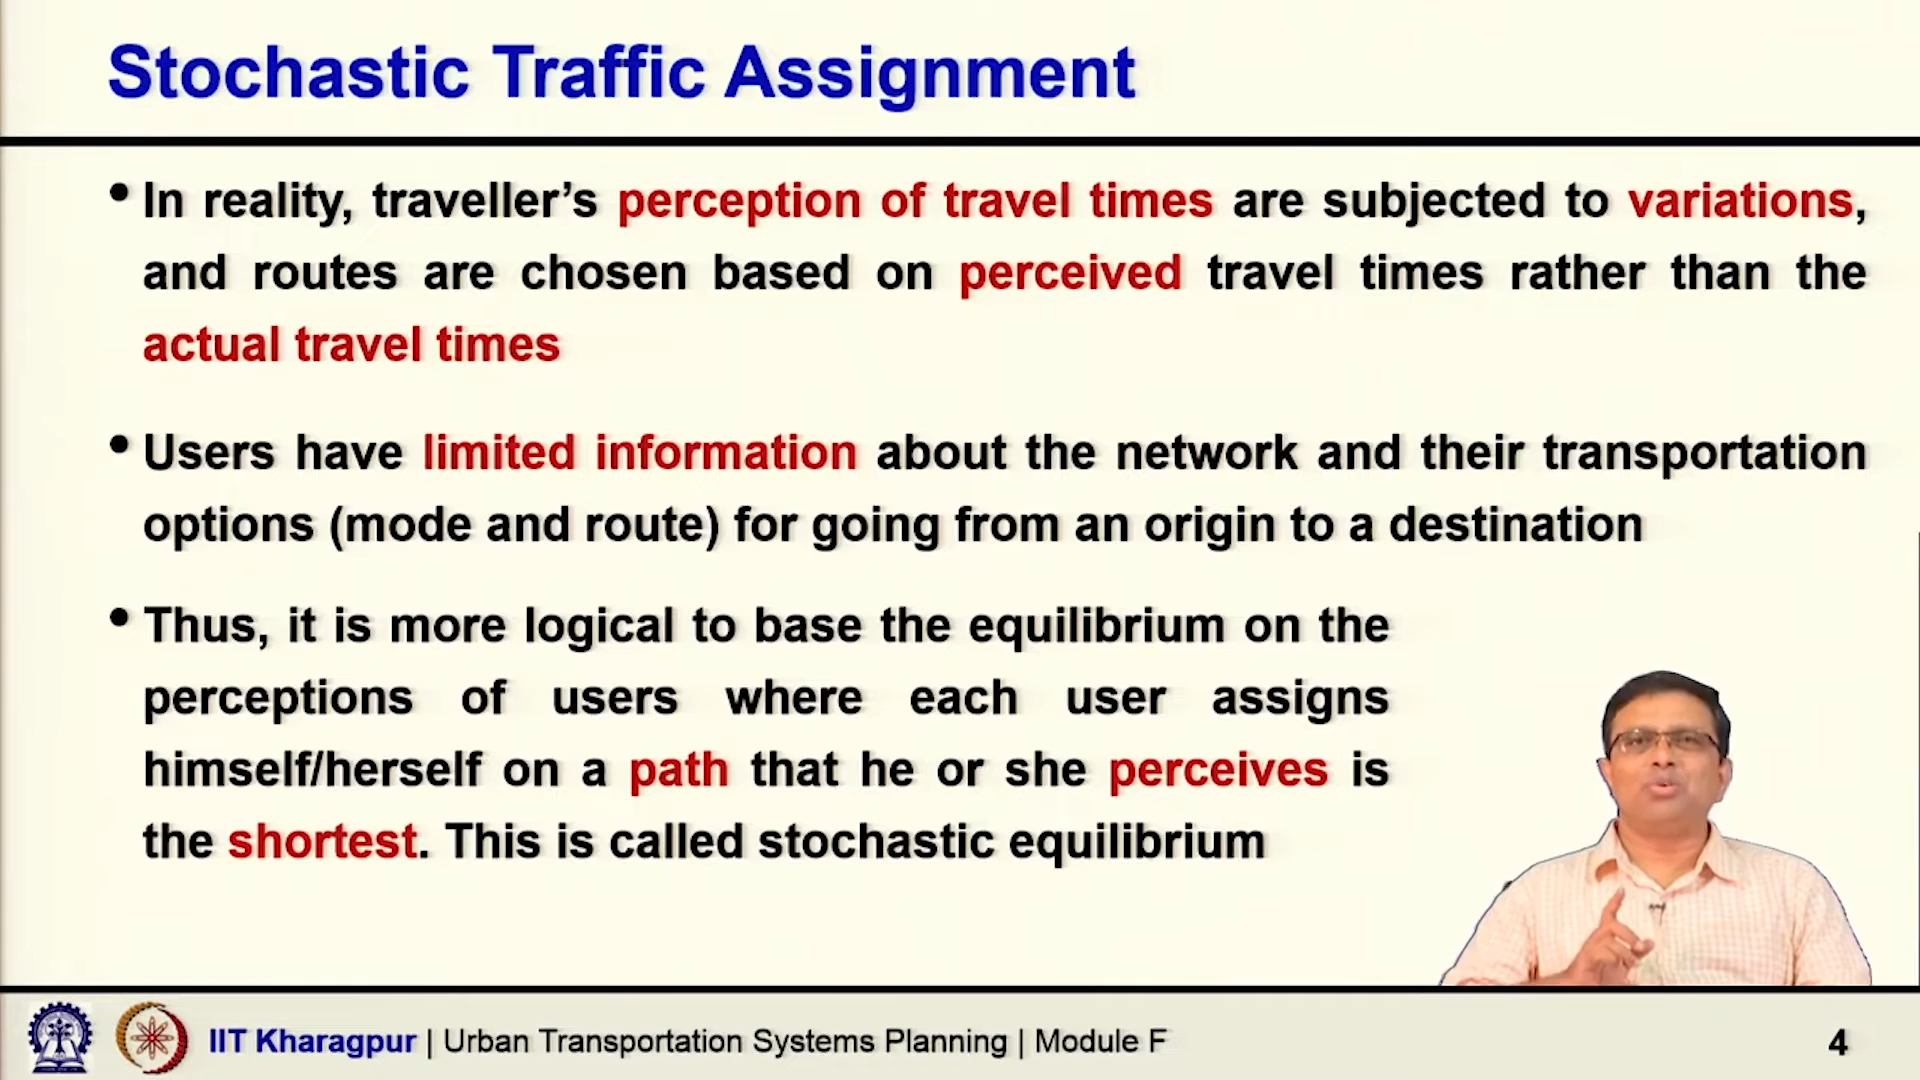 Stochastic Traffic Assignment
• In reality, traveller’s perception of travel times are subjected to variations,
and routes are chosen based on perceived travel times rather than the
actual travel times
• Users have limited information about the network and their transportation
options (mode and route) for going from an origin to a destination
• Thus, it is more logical to base the equilibrium on the
perceptions of users where each user assigns
himself/herself on a path that he or she perceives is
the shortest. This is called stochastic equilibrium
IIT Kharagpur | Urban Transportation Systems Planning | Module F
4